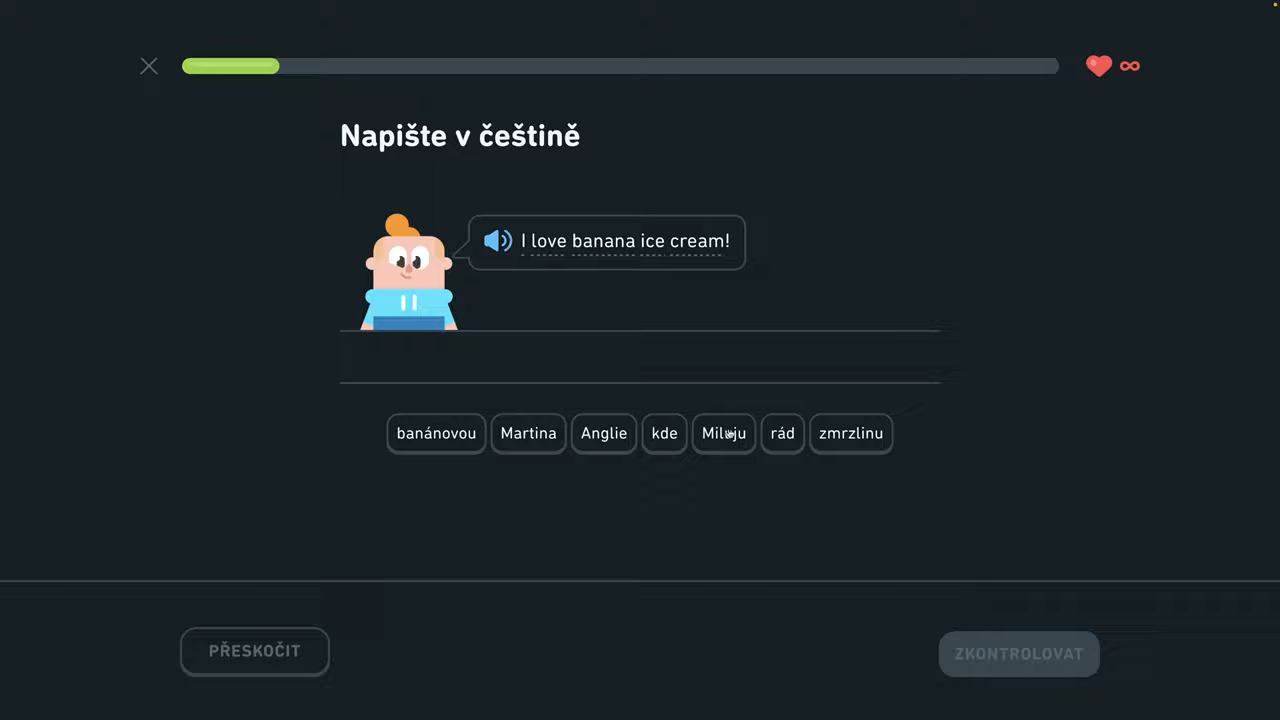 Napište v češtině
I love banana ice cream!
banánovou Martina Anglie kde Miluju rád zmrzlinu
PŘESKOČIT ZKONTROLOVAT